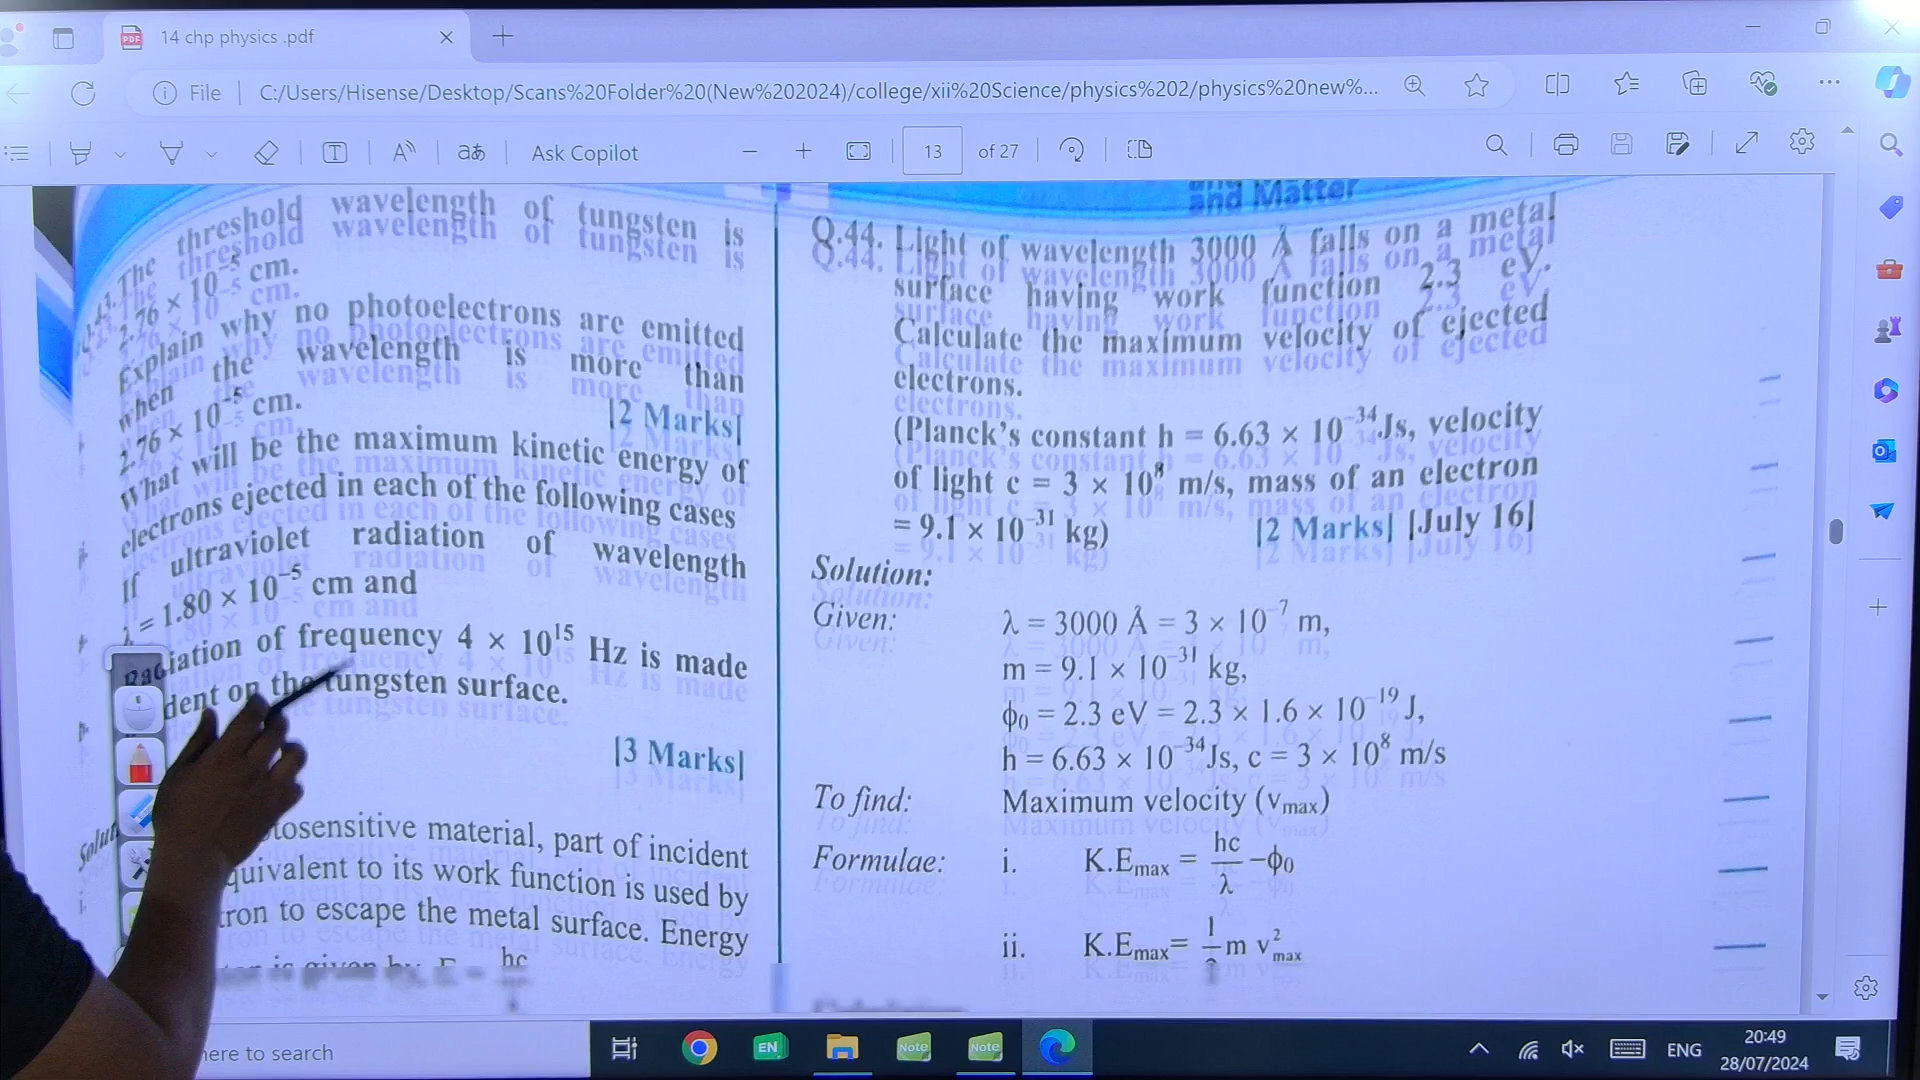 14 chp physics .pdf
File
C:/Users/Hisense/Desktop/Scans%20Folder%20(New%202024)/college/xii%20Science/physics%202/physics%20new%...
Ask Copilot
13
of 27
The threshold wavelength of tungsten is
2.76 × 10⁻⁵ cm.
Explain why no photoelectrons are emitted
when the wavelength is more than
2.76 × 10⁻⁵ cm.
[2 Marks]
What will be the maximum kinetic energy of
electrons ejected in each of the following cases
If ultraviolet radiation of wavelength
λ = 1.80 × 10⁻⁵ cm and
Radiation of frequency 4 × 10¹⁵ Hz is made
dent on the tungsten surface.
[3 Marks]
tosensitive material, part of incident
quivalent to its work function is used by
tron to escape the metal surface. Energy
hc
and Matter
Q.44. Light of wavelength 3000 Å falls on a metal
surface having work function 2.3 eV.
Calculate the maximum velocity of ejected
electrons.
(Planck's constant h = 6.63 × 10⁻³⁴Js, velocity
of light c = 3 × 10⁸ m/s, mass of an electron
= 9.1 × 10⁻³¹ kg)
[2 Marks] [July 16]
Solution:
Given: λ = 3000 Å = 3 × 10⁻⁷ m,
m = 9.1 × 10⁻³¹ kg,
ϕ₀ = 2.3 eV = 2.3 × 1.6 × 10⁻¹⁹ J,
h = 6.63 × 10⁻³⁴Js, c = 3 × 10⁸ m/s
To find: Maximum velocity (vmax)
Formulae: i. K.Emax = hc/λ −ϕ₀
ii. K.Emax= 1/2 m v²max
here to search
EN
Note
Note
ENG
20:49
28/07/2024